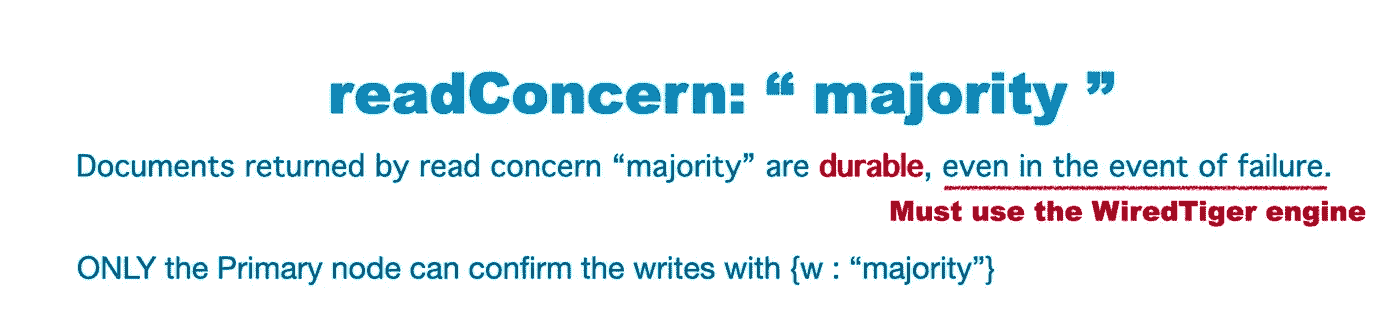 readConcern: “ majority ”
Documents returned by read concern “majority” are durable, even in the event of failure.
Must use the WiredTiger engine
ONLY the Primary node can confirm the writes with {w : “majority”}